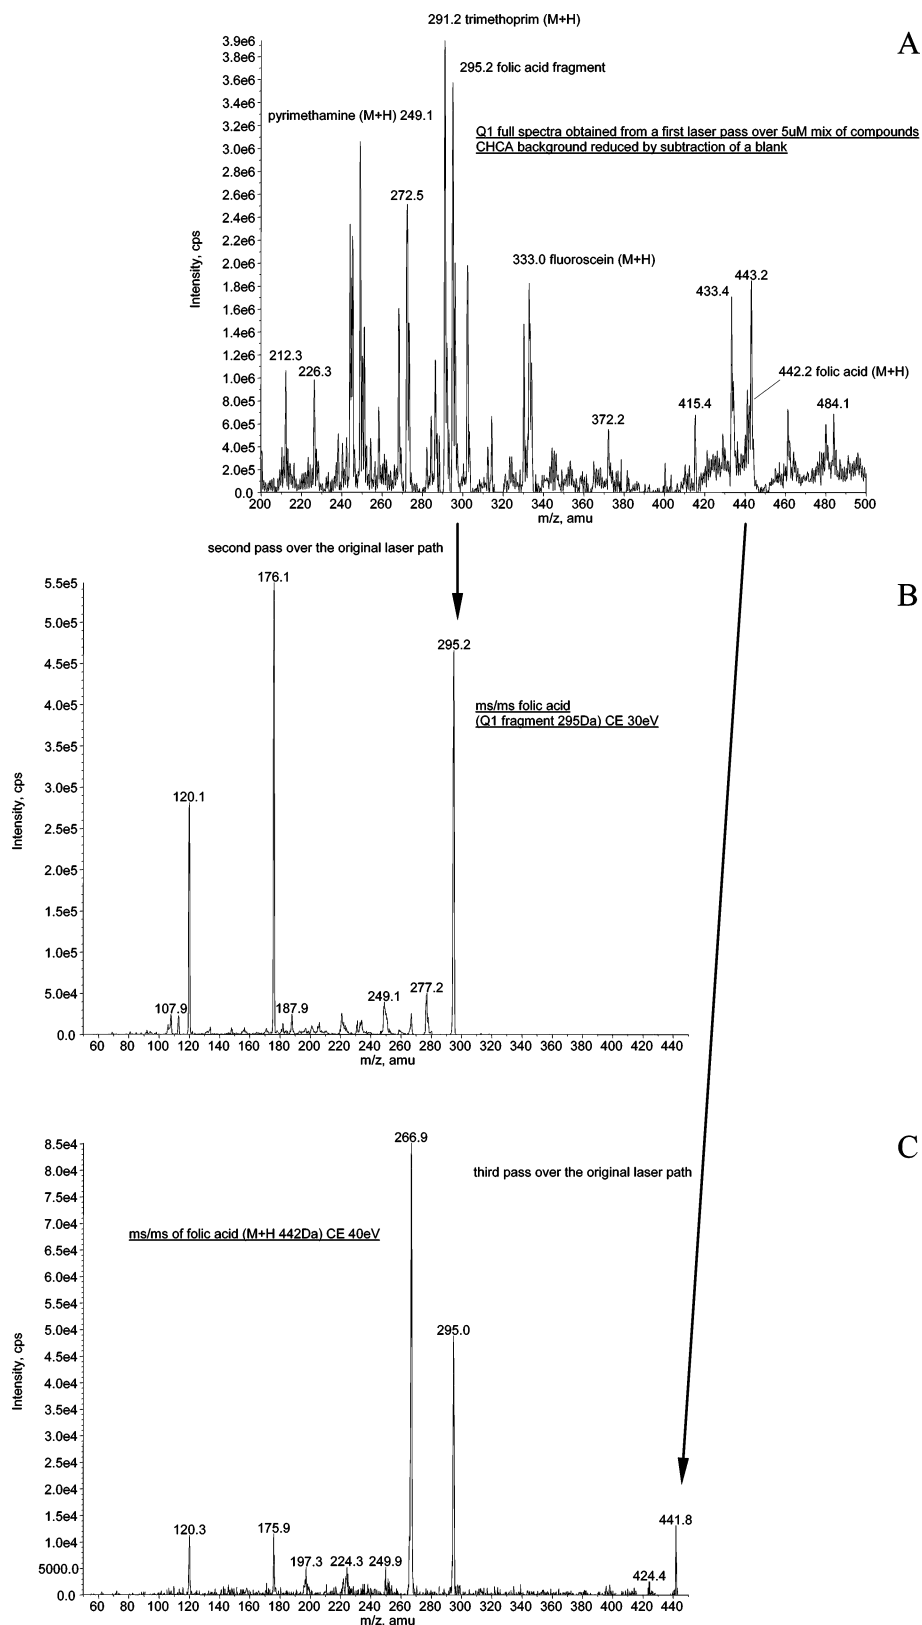 291.2 trimethoprim (M+H)
A
3.9e6
3.8e6
295.2 folic acid fragment
3.6e6
3.4e6
pyrimethamine (M+H) 249.1
3.2e6
Q1 full spectra obtained from a first laser pass over 5uM mix of compounds
CHCA background reduced by subtraction of a blank
3.0e6
2.8e6
2.6e6
272.5
2.4e6
2.2e6
Intensity, cps
2.0e6
333.0 fluoroscein (M+H)
443.2
433.4
1.8e6
1.6e6
1.4e6
1.2e6
212.3
226.3
442.2 folic acid (M+H)
1.0e6
8.0e5
415.4
484.1
6.0e5
372.2
4.0e5
2.0e5
0.0
200 220 240 260 280 300 320 340 360 380 400 420 440 460 480 500
m/z, amu
second pass over the original laser path
B
176.1
5.5e5
5.0e5
295.2
4.5e5
4.0e5
ms/ms folic acid
(Q1 fragment 295Da) CE 30eV
3.5e5
Intensity, cps
3.0e5
120.1
2.5e5
2.0e5
1.5e5
1.0e5
5.0e4
277.2
249.1
107.9
187.9
0.0
60 80 100 120 140 160 180 200 220 240 260 280 300 320 340 360 380 400 420 440
m/z, amu
C
266.9
8.5e4
8.0e4
third pass over the original laser path
7.5e4
7.0e4
ms/ms of folic acid (M+H 442Da) CE 40eV
6.5e4
6.0e4
5.5e4
5.0e4
295.0
Intensity, cps
4.5e4
4.0e4
3.5e4
3.0e4
2.5e4
2.0e4
1.5e4
441.8
120.3
175.9
1.0e4
197.3
224.3
249.9
5000.0
424.4
0.0
60 80 100 120 140 160 180 200 220 240 260 280 300 320 340 360 380 400 420 440
m/z, amu